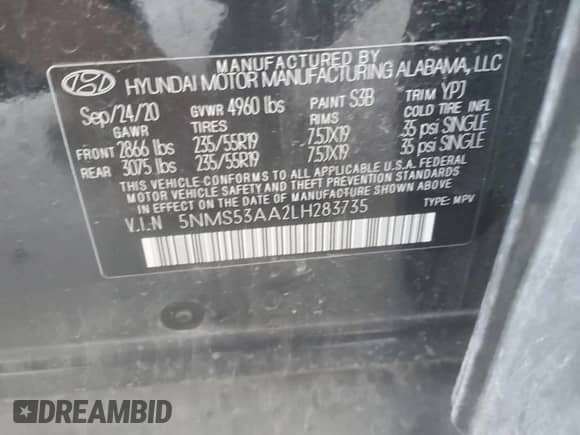 MANUFACTURED BY
HYUNDAI MOTOR MANUFACTURING ALABAMA, LLC
Sep/24/20 GVWR 4960 lbs PAINT S3B TRIM YPJ
GAWR TIRES RIMS COLD TIRE INFL
FRONT 2866 lbs 235/55R19 7.5JX19 35 psi SINGLE
REAR 3075 lbs 235/55R19 7.5JX19 35 psi SINGLE
THIS VEHICLE CONFORMS TO ALL APPLICABLE U.S.A. FEDERAL
MOTOR VEHICLE SAFETY, BUMPER, AND THEFT PREVENTION STANDARDS
IN EFFECT ON THE DATE OF MANUFACTURE SHOWN ABOVE.
V.I.N 5NMS53AA2LH283735 TYPE: MPV
DREAMBID